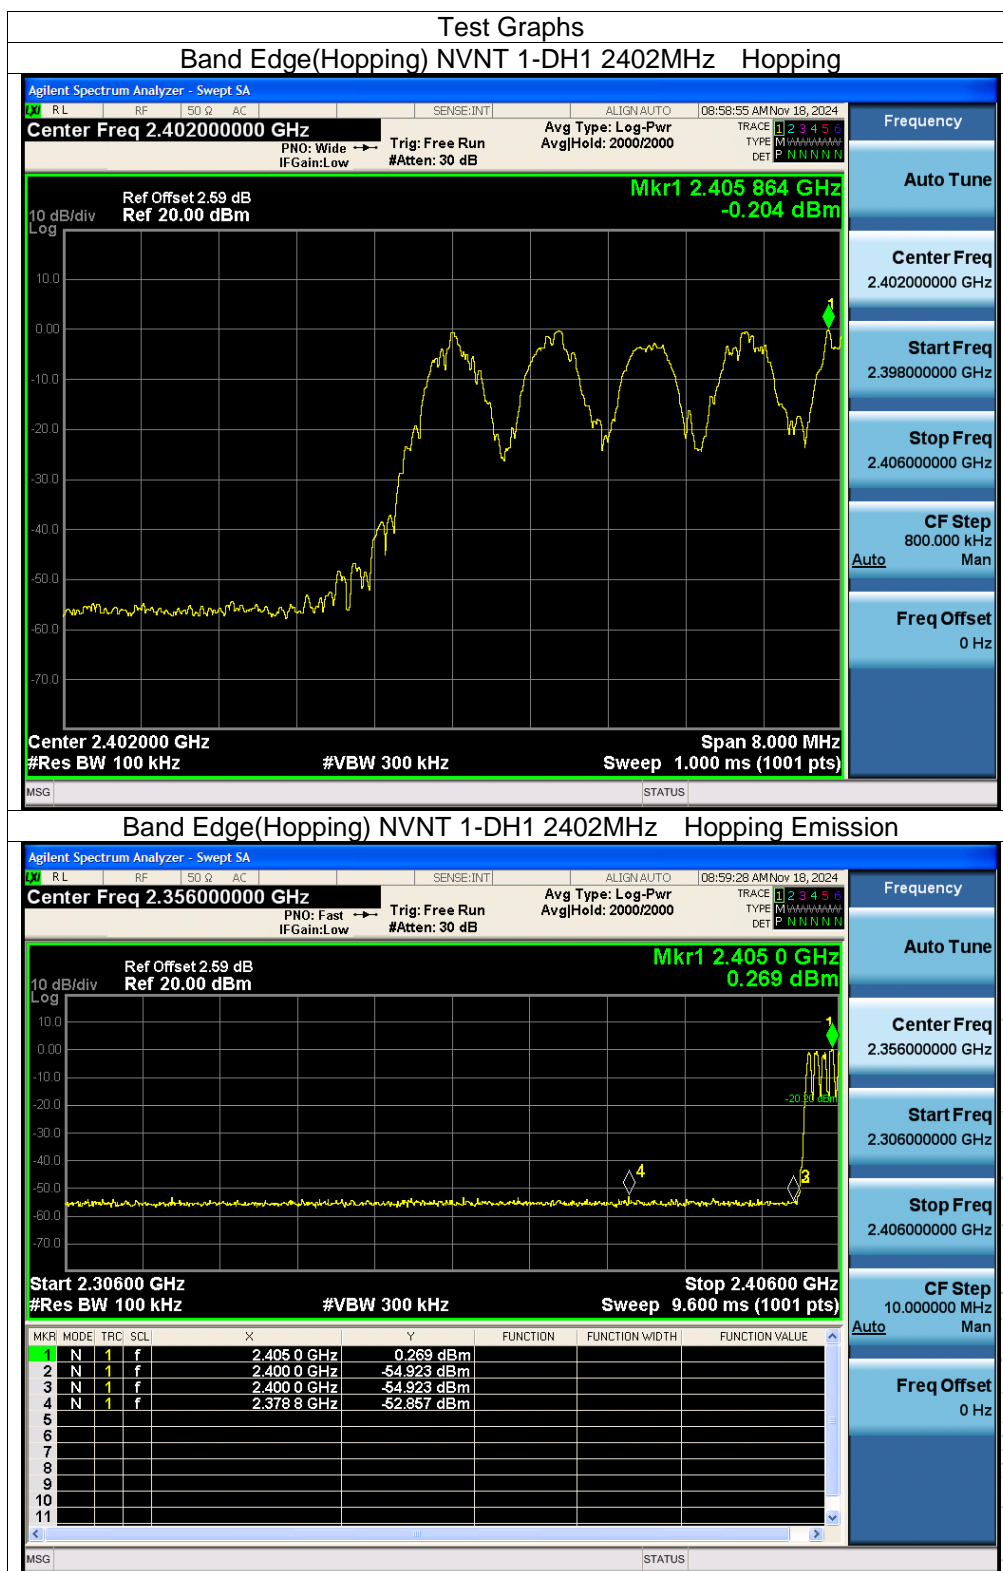 Test Graphs
Band Edge(Hopping) NVNT 1-DH1 2402MHz Hopping
Agilent Spectrum Analyzer - Swept SA
LXI RL RF 50 Ω AC SENSE:INT ALIGN AUTO 08:58:55 AM Nov 18, 2024
Center Freq 2.402000000 GHz
PNO: Wide
IFGain:Low
Trig: Free Run
#Atten: 30 dB
Avg Type: Log-Pwr
Avg|Hold: 2000/2000
TRACE 1 2 3 4 5 6
TYPE M
DET P N N N N N
Frequency
Auto Tune
Center Freq
2.402000000 GHz
Start Freq
2.398000000 GHz
Stop Freq
2.406000000 GHz
CF Step
800.000 kHz
Auto Man
Freq Offset
0 Hz
Mkr1 2.405 864 GHz
-0.204 dBm
Ref Offset 2.59 dB
10 dB/div Ref 20.00 dBm
Log
1
10.0
0.00
-10.0
-20.0
-30.0
-40.0
-50.0
-60.0
-70.0
Center 2.402000 GHz Span 8.000 MHz
#Res BW 100 kHz #VBW 300 kHz Sweep 1.000 ms (1001 pts)
MSG STATUS
Band Edge(Hopping) NVNT 1-DH1 2402MHz Hopping Emission
Agilent Spectrum Analyzer - Swept SA
LXI RL RF 50 Ω AC SENSE:INT ALIGN AUTO 08:59:28 AM Nov 18, 2024
Center Freq 2.356000000 GHz
PNO: Fast
IFGain:Low
Trig: Free Run
#Atten: 30 dB
Avg Type: Log-Pwr
Avg|Hold: 2000/2000
TRACE 1 2 3 4 5 6
TYPE M
DET P N N N N N
Frequency
Auto Tune
Center Freq
2.356000000 GHz
Start Freq
2.306000000 GHz
Stop Freq
2.406000000 GHz
CF Step
10.000000 MHz
Auto Man
Freq Offset
0 Hz
Mkr1 2.405 0 GHz
0.269 dBm
Ref Offset 2.59 dB
10 dB/div Ref 20.00 dBm
Log
1
10.0
0.00
-10.0
-20.0
-20.20 dBm
-30.0
-40.0
4
-50.0
-60.0
-70.0
Start 2.30600 GHz Stop 2.40600 GHz
#Res BW 100 kHz #VBW 300 kHz Sweep 9.600 ms (1001 pts)
MKR MODE TRC SCL X Y FUNCTION FUNCTION WIDTH FUNCTION VALUE
1 N 1 f 2.405 0 GHz 0.269 dBm
2 N 1 f 2.400 0 GHz -54.923 dBm
3 N 1 f 2.400 0 GHz -54.923 dBm
4 N 1 f 2.378 8 GHz -52.857 dBm
5
6
7
8
9
10
11
MSG STATUS